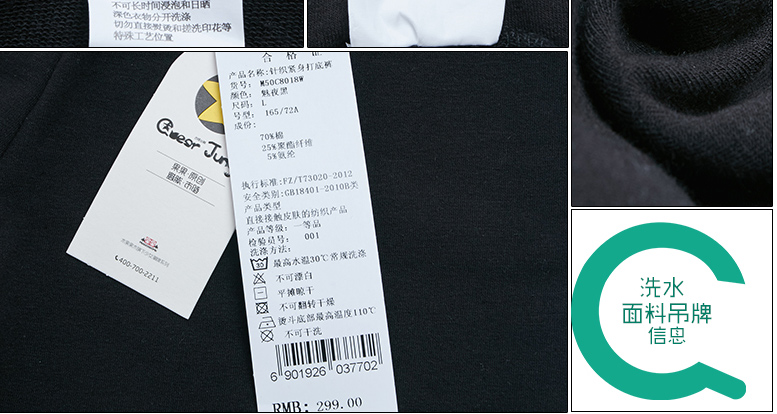 不可长时间浸泡和日晒
深色衣物分开洗涤
切勿直接熨烫和搓洗印花等
特殊工艺位置
合格证
产品名称:针织紧身打底裤
货号: M50C8018W
颜色: 魅夜黑
尺码: L
号型: 165/72A
成份:
70%棉
25%聚酯纤维
5%氨纶
执行标准:FZ/T73020-2012
安全类别:GB18401-2010B类
产品类型
直接接触皮肤的纺织产品
产品等级: 一等品
检验员号: 001
洗涤方法:
30 最高水温30℃常规洗涤
不可漂白
平摊晾干
不可翻转干燥
熨斗底部最高温度110℃
不可干洗
6 901926 037702
RMB: 299.00
果果 原创
400-700-2211
洗水
面料吊牌
信息